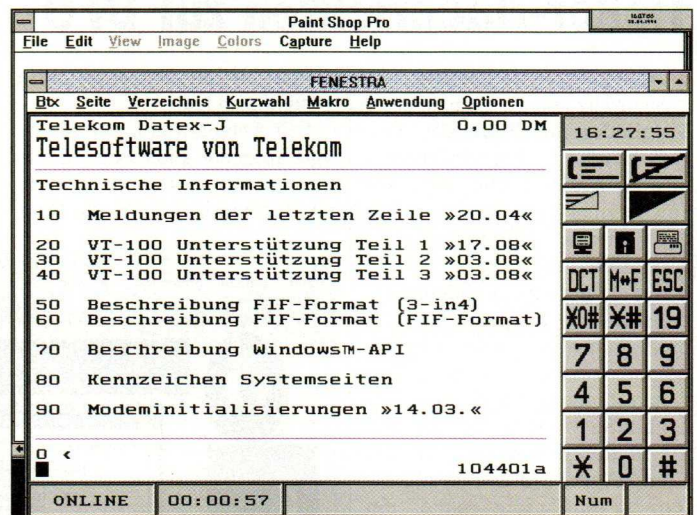 Paint Shop Pro
File Edit View Image Colors Capture Help
FENESTRA
Btx Seite Verzeichnis Kurzwahl Makro Anwendung Optionen
Telekom Datex-J 0,00 DM
Telesoftware von Telekom
Technische Informationen
10 Meldungen der letzten Zeile »20.04«
20 VT-100 Unterstützung Teil 1 »17.08«
30 VT-100 Unterstützung Teil 2 »03.08«
40 VT-100 Unterstützung Teil 3 »03.08«
50 Beschreibung FIF-Format (3-in4)
60 Beschreibung FIF-Format (FIF-Format)
70 Beschreibung Windows™-API
80 Kennzeichen Systemseiten
90 Modeminitialisierungen »14.03.«
0 <
104401a
16:27:55
DCT M↔F ESC
*0# *# 19
7 8 9
4 5 6
1 2 3
* 0 #
ONLINE 00:00:57 Num